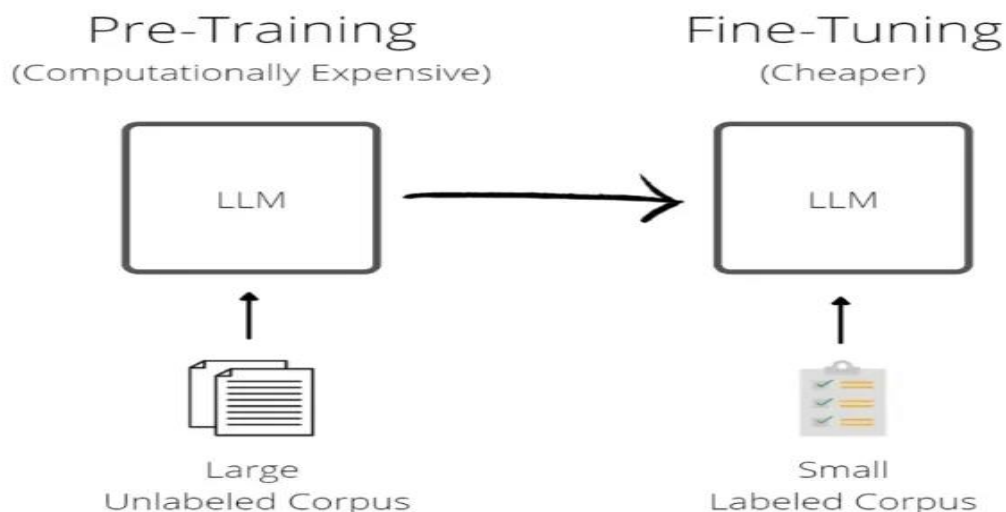 Pre-Training
(Computationally Expensive)
LLM
Large
Unlabeled Corpus
Fine-Tuning
(Cheaper)
LLM
Small
Labeled Corpus